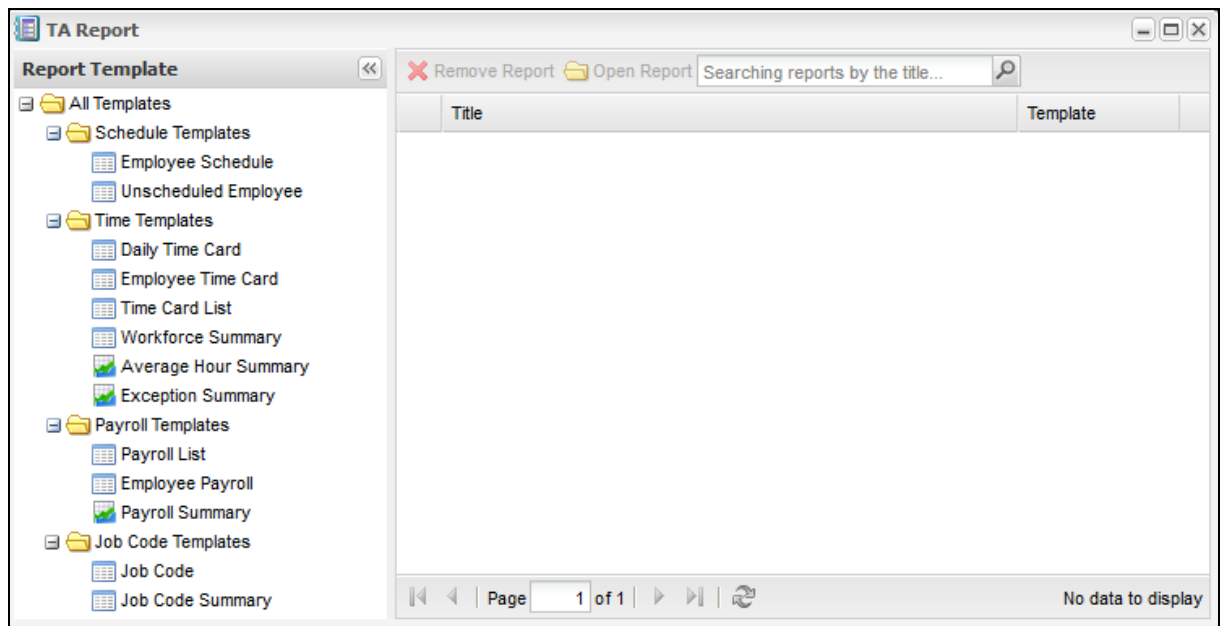 TA Report
Report Template
All Templates
Schedule Templates
Employee Schedule
Unscheduled Employee
Time Templates
Daily Time Card
Employee Time Card
Time Card List
Workforce Summary
Average Hour Summary
Exception Summary
Payroll Templates
Payroll List
Employee Payroll
Payroll Summary
Job Code Templates
Job Code
Job Code Summary
Remove Report Open Report Searching reports by the title...
Title Template
Page 1 of 1 No data to display